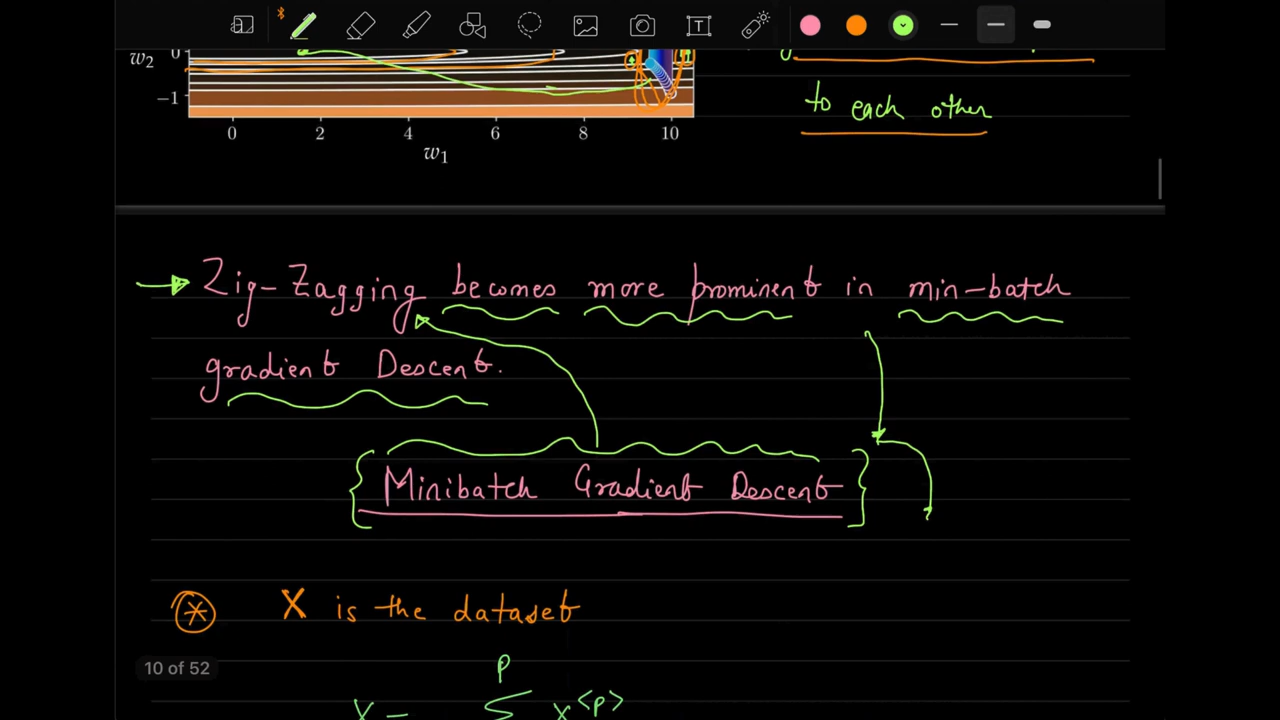 T
w₂
0
−1
0 2 4 6 8 10
w₁
to each other
Zig-Zagging becomes more prominent in min-batch
gradient Descent.
{Minibatch Gradient Descent}
* X is the dataset
10 of 52
P
X = Σ X<P>